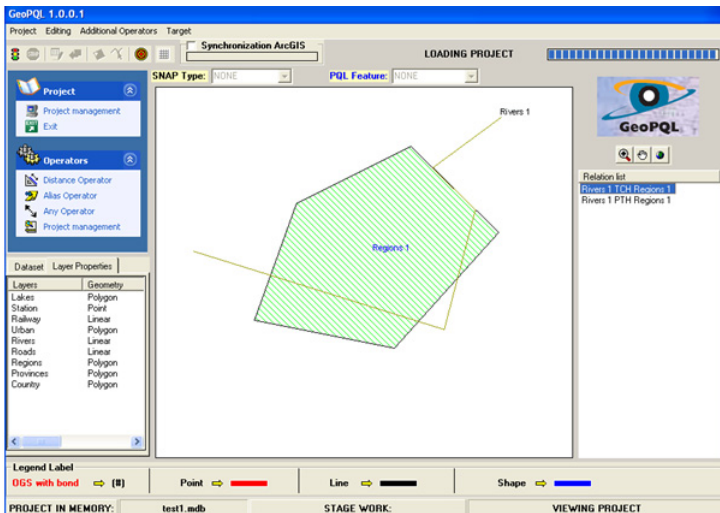 GeoPQL 1.0.0.1
Project Editing Additional Operators Target
Synchronization ArcGIS
LOADING PROJECT
SNAP Type: NONE
PQL Feature: NONE
Project
Project management
Exit
Operators
Distance Operator
Alias Operator
Any Operator
Project management
Dataset Layer Properties
Layers Geometry
Lakes Polygon
Station Point
Railway Linear
Urban Polygon
Rivers Linear
Roads Linear
Regions Polygon
Provinces Polygon
Country Polygon
Rivers 1
Regions 1
GeoPQL
Relation list
Rivers 1 TCH Regions 1
Rivers 1 PTH Regions 1
Legend Label
OGS with bond (#)
Point
Line
Shape
PROJECT IN MEMORY: test1.mdb STAGE WORK: VIEWING PROJECT